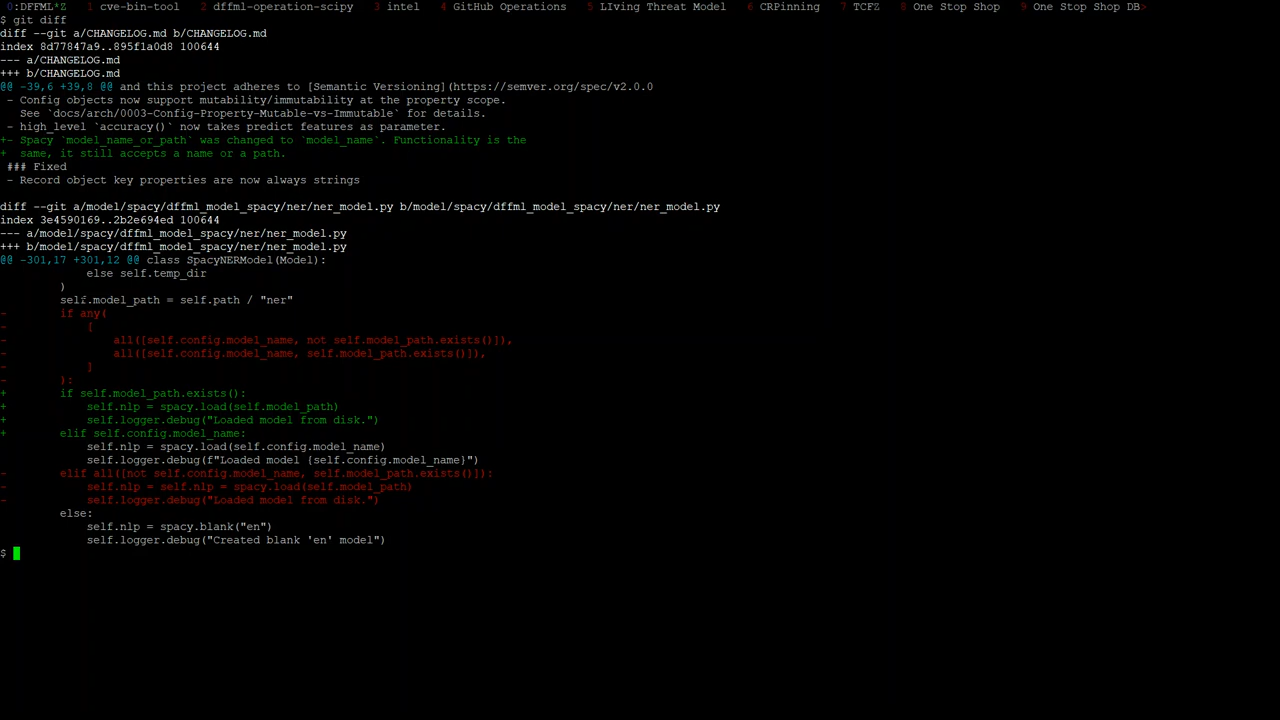 0:DFFML*Z  1 cve-bin-tool  2 dffml-operation-scipy  3 intel  4 GitHub Operations  5 LIving Threat Model  6 CRPinning  7 TCFZ  8 One Stop Shop  9 One Stop Shop DB>
$ git diff
diff --git a/CHANGELOG.md b/CHANGELOG.md
index 8d77847a9..895f1a0d8 100644
--- a/CHANGELOG.md
+++ b/CHANGELOG.md
@@ -39,6 +39,8 @@ and this project adheres to [Semantic Versioning](https://semver.org/spec/v2.0.0
 - Config objects now support mutability/immutability at the property scope.
   See `docs/arch/0003-Config-Property-Mutable-vs-Immutable` for details.
 - high_level `accuracy()` now takes predict features as parameter.
+- Spacy `model_name_or_path` was changed to `model_name`. Functionality is the
+  same, it still accepts a name or a path.
 ### Fixed
 - Record object key properties are now always strings
diff --git a/model/spacy/dffml_model_spacy/ner/ner_model.py b/model/spacy/dffml_model_spacy/ner/ner_model.py
index 3e4590169..2b2e694ed 100644
--- a/model/spacy/dffml_model_spacy/ner/ner_model.py
+++ b/model/spacy/dffml_model_spacy/ner/ner_model.py
@@ -301,17 +301,12 @@ class SpacyNERModel(Model):
             else self.temp_dir
         )
         self.model_path = self.path / "ner"
-        if any(
-            [
-                all([self.config.model_name, not self.model_path.exists()]),
-                all([self.config.model_name, self.model_path.exists()]),
-            ]
-        ):
+        if self.model_path.exists():
+            self.nlp = spacy.load(self.model_path)
+            self.logger.debug("Loaded model from disk.")
+        elif self.config.model_name:
             self.nlp = spacy.load(self.config.model_name)
             self.logger.debug(f"Loaded model {self.config.model_name}")
-        elif all([not self.config.model_name, self.model_path.exists()]):
-            self.nlp = self.nlp = spacy.load(self.model_path)
-            self.logger.debug("Loaded model from disk.")
         else:
             self.nlp = spacy.blank("en")
             self.logger.debug("Created blank 'en' model")
$